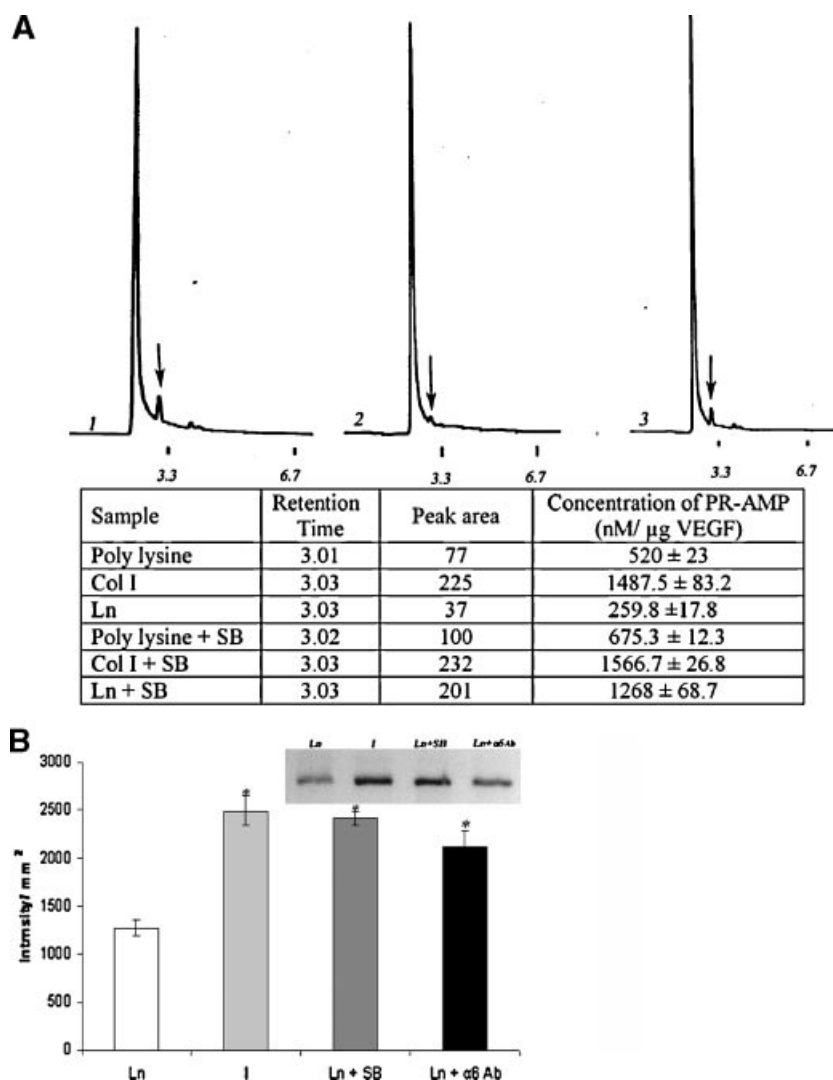 A
1
2
3
3.3 6.7
3.3 6.7
3.3 6.7
Sample Retention Time Peak area Concentration of PR-AMP (nM/ µg VEGF)
Poly lysine 3.01 77 520 ± 23
Col I 3.03 225 1487.5 ± 83.2
Ln 3.03 37 259.8 ±17.8
Poly lysine + SB 3.02 100 675.3 ± 12.3
Col I + SB 3.03 232 1566.7 ± 26.8
Ln + SB 3.03 201 1268 ± 68.7
B
Ln I Ln+SB Ln+α6Ab
Intensity/ mm²
3000
2500
2000
1500
1000
500
0
* * *
Ln I Ln + SB Ln + α6 Ab